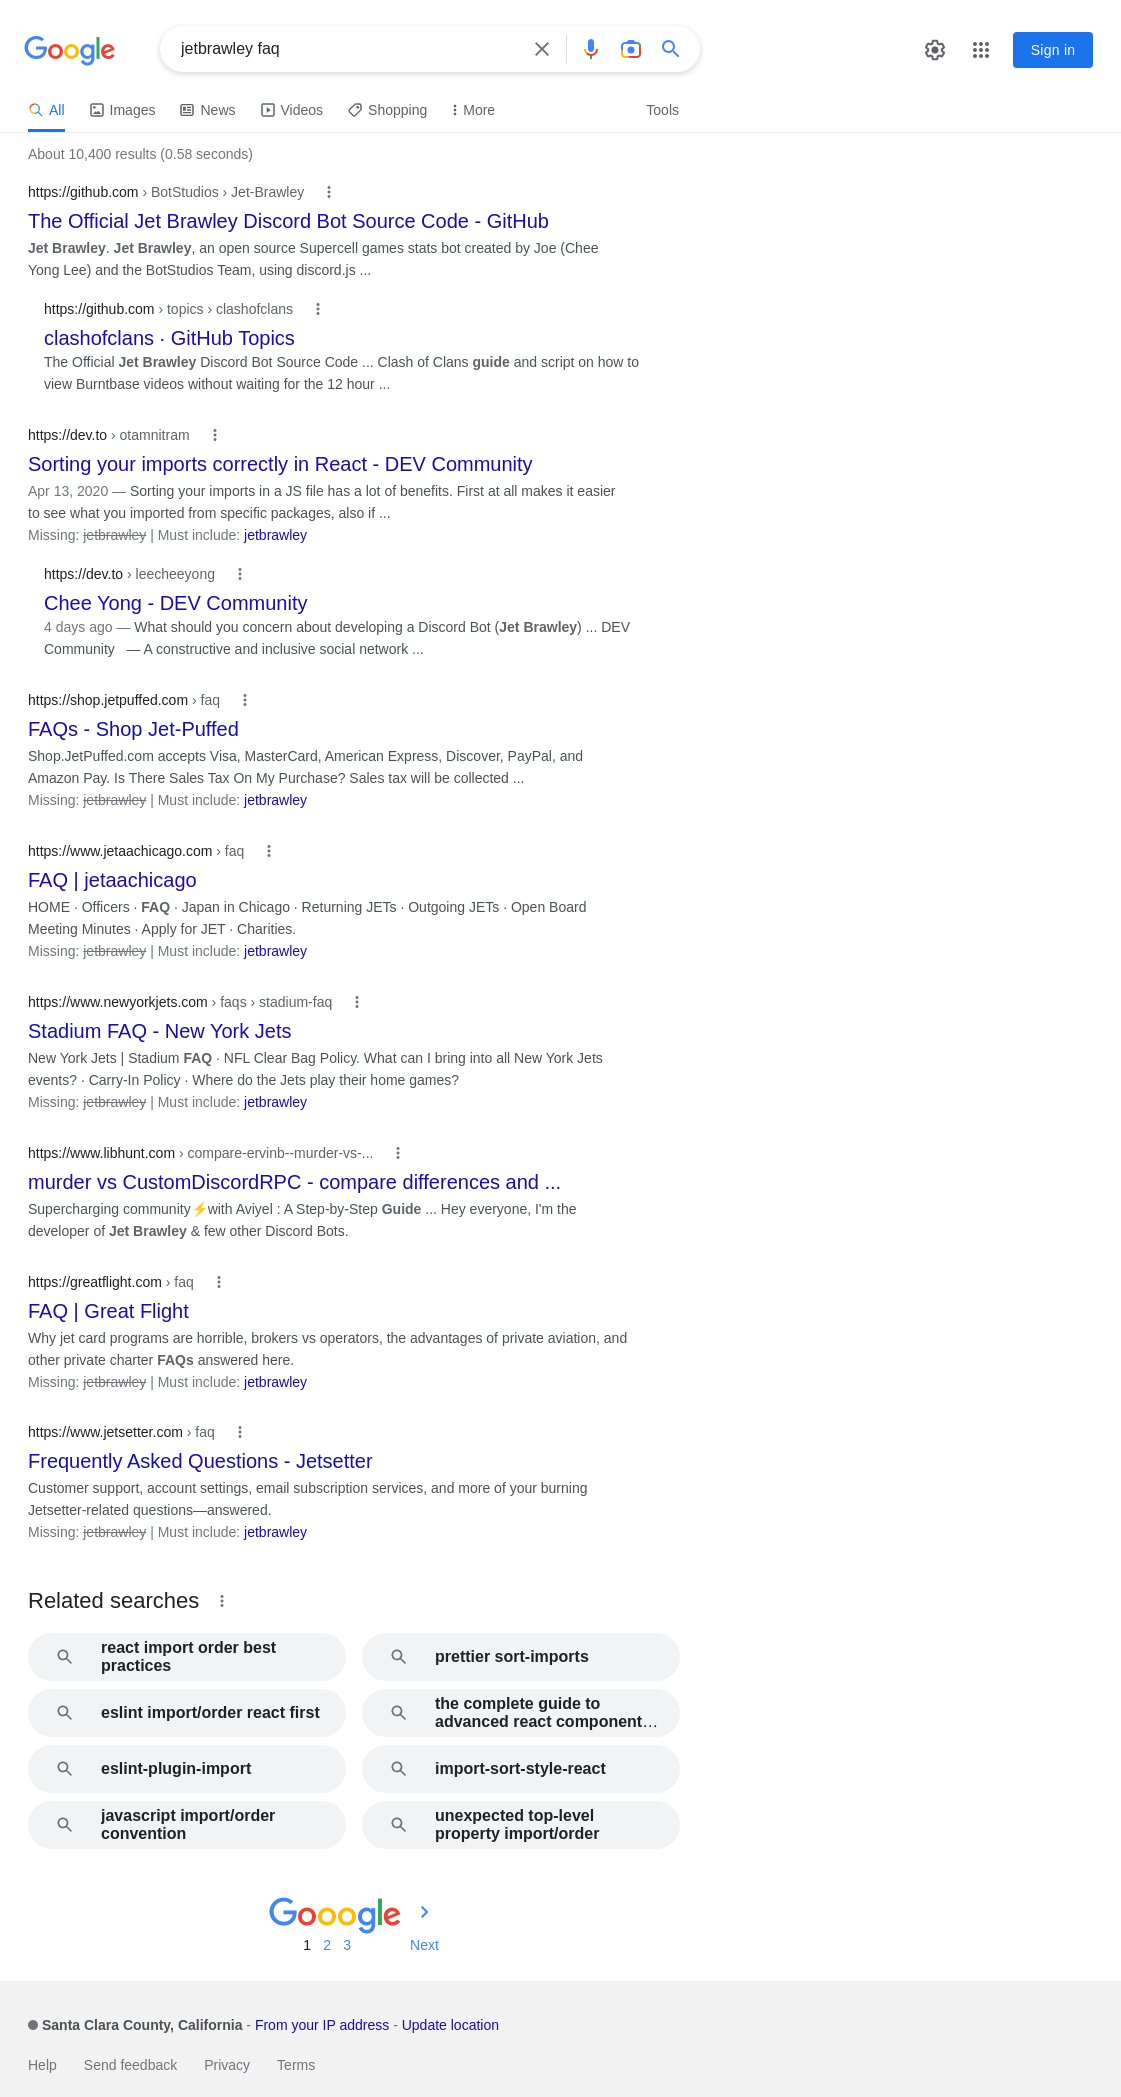 Google
jetbrawley faq
Sign in
All
Images
News
Videos
Shopping
More
Tools
About 10,400 results (0.58 seconds)
https://github.com › BotStudios › Jet-Brawley
The Official Jet Brawley Discord Bot Source Code - GitHub
Jet Brawley. Jet Brawley, an open source Supercell games stats bot created by Joe (Chee
Yong Lee) and the BotStudios Team, using discord.js ...
https://github.com › topics › clashofclans
clashofclans · GitHub Topics
The Official Jet Brawley Discord Bot Source Code ... Clash of Clans guide and script on how to
view Burntbase videos without waiting for the 12 hour ...
https://dev.to › otamnitram
Sorting your imports correctly in React - DEV Community
Apr 13, 2020 — Sorting your imports in a JS file has a lot of benefits. First at all makes it easier
to see what you imported from specific packages, also if ...
Missing: jetbrawley | Must include: jetbrawley
https://dev.to › leecheeyong
Chee Yong - DEV Community
4 days ago — What should you concern about developing a Discord Bot (Jet Brawley) ... DEV
Community — A constructive and inclusive social network ...
https://shop.jetpuffed.com › faq
FAQs - Shop Jet-Puffed
Shop.JetPuffed.com accepts Visa, MasterCard, American Express, Discover, PayPal, and
Amazon Pay. Is There Sales Tax On My Purchase? Sales tax will be collected ...
Missing: jetbrawley | Must include: jetbrawley
https://www.jetaachicago.com › faq
FAQ | jetaachicago
HOME · Officers · FAQ · Japan in Chicago · Returning JETs · Outgoing JETs · Open Board
Meeting Minutes · Apply for JET · Charities.
Missing: jetbrawley | Must include: jetbrawley
https://www.newyorkjets.com › faqs › stadium-faq
Stadium FAQ - New York Jets
New York Jets | Stadium FAQ · NFL Clear Bag Policy. What can I bring into all New York Jets
events? · Carry-In Policy · Where do the Jets play their home games?
Missing: jetbrawley | Must include: jetbrawley
https://www.libhunt.com › compare-ervinb--murder-vs-...
murder vs CustomDiscordRPC - compare differences and ...
Supercharging community⚡with Aviyel : A Step-by-Step Guide ... Hey everyone, I'm the
developer of Jet Brawley & few other Discord Bots.
https://greatflight.com › faq
FAQ | Great Flight
Why jet card programs are horrible, brokers vs operators, the advantages of private aviation, and
other private charter FAQs answered here.
Missing: jetbrawley | Must include: jetbrawley
https://www.jetsetter.com › faq
Frequently Asked Questions - Jetsetter
Customer support, account settings, email subscription services, and more of your burning
Jetsetter-related questions—answered.
Missing: jetbrawley | Must include: jetbrawley
Related searches
react import order best
practices
prettier sort-imports
eslint import/order react first
the complete guide to
advanced react component…
eslint-plugin-import
import-sort-style-react
javascript import/order
convention
unexpected top-level
property import/order
Gooogle
1 2 3 Next
Santa Clara County, California - From your IP address - Update location
Help Send feedback Privacy Terms